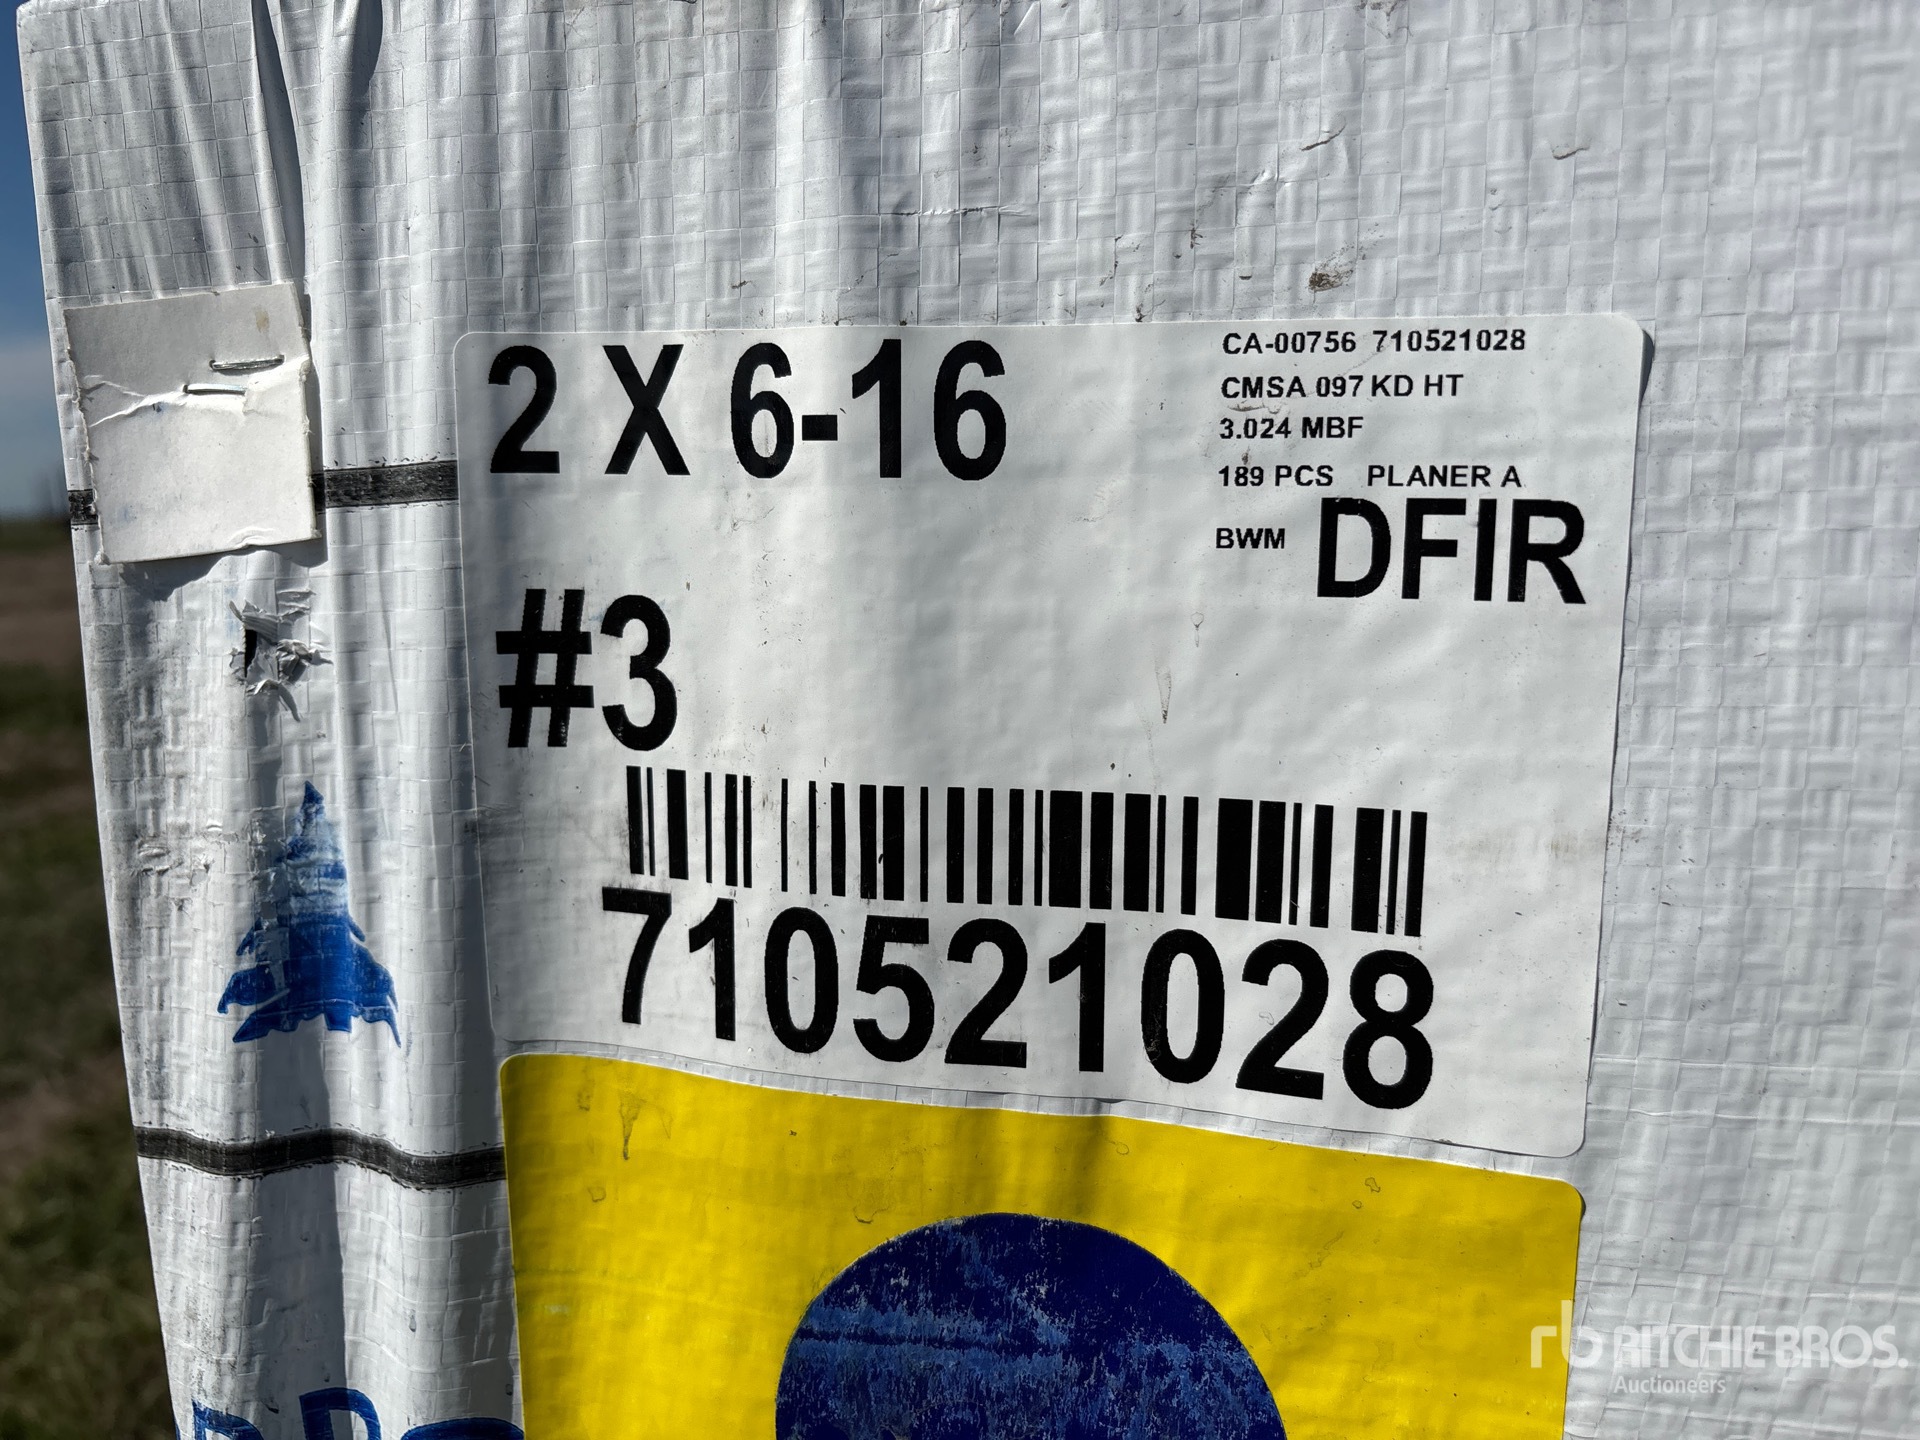 2 X 6-16
CA-00756 710521028
CMSA 097 KD HT
3.024 MBF
189 PCS PLANER A
BWM DFIR
#3
710521028
rb RITCHIE BROS.
Auctioneers